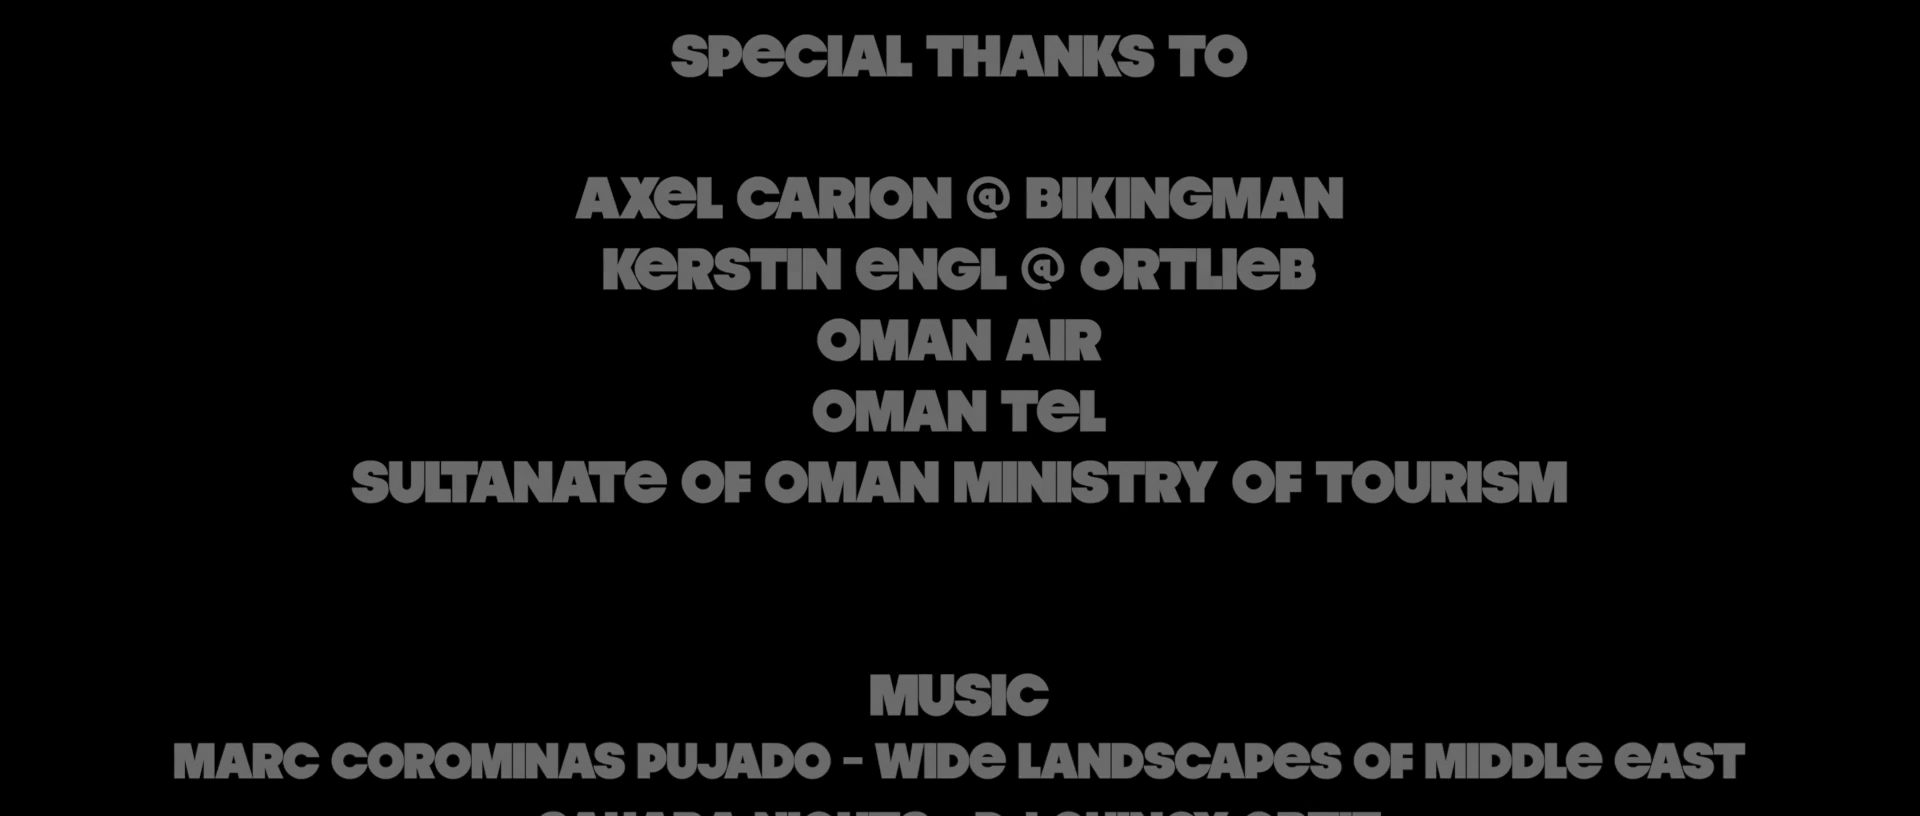 SPeCIAL THANKS TO
AXeL CARION @ BIKINGMAN
KeRSTIN eNGL @ ORTLIeB
OMAN AIR
OMAN TeL
SULTANATe OF OMAN MINISTRY OF TOURISM
MUSIC
MARC COROMINAS PUJADO - WIDe LANDSCAPeS OF MIDDLe eAST